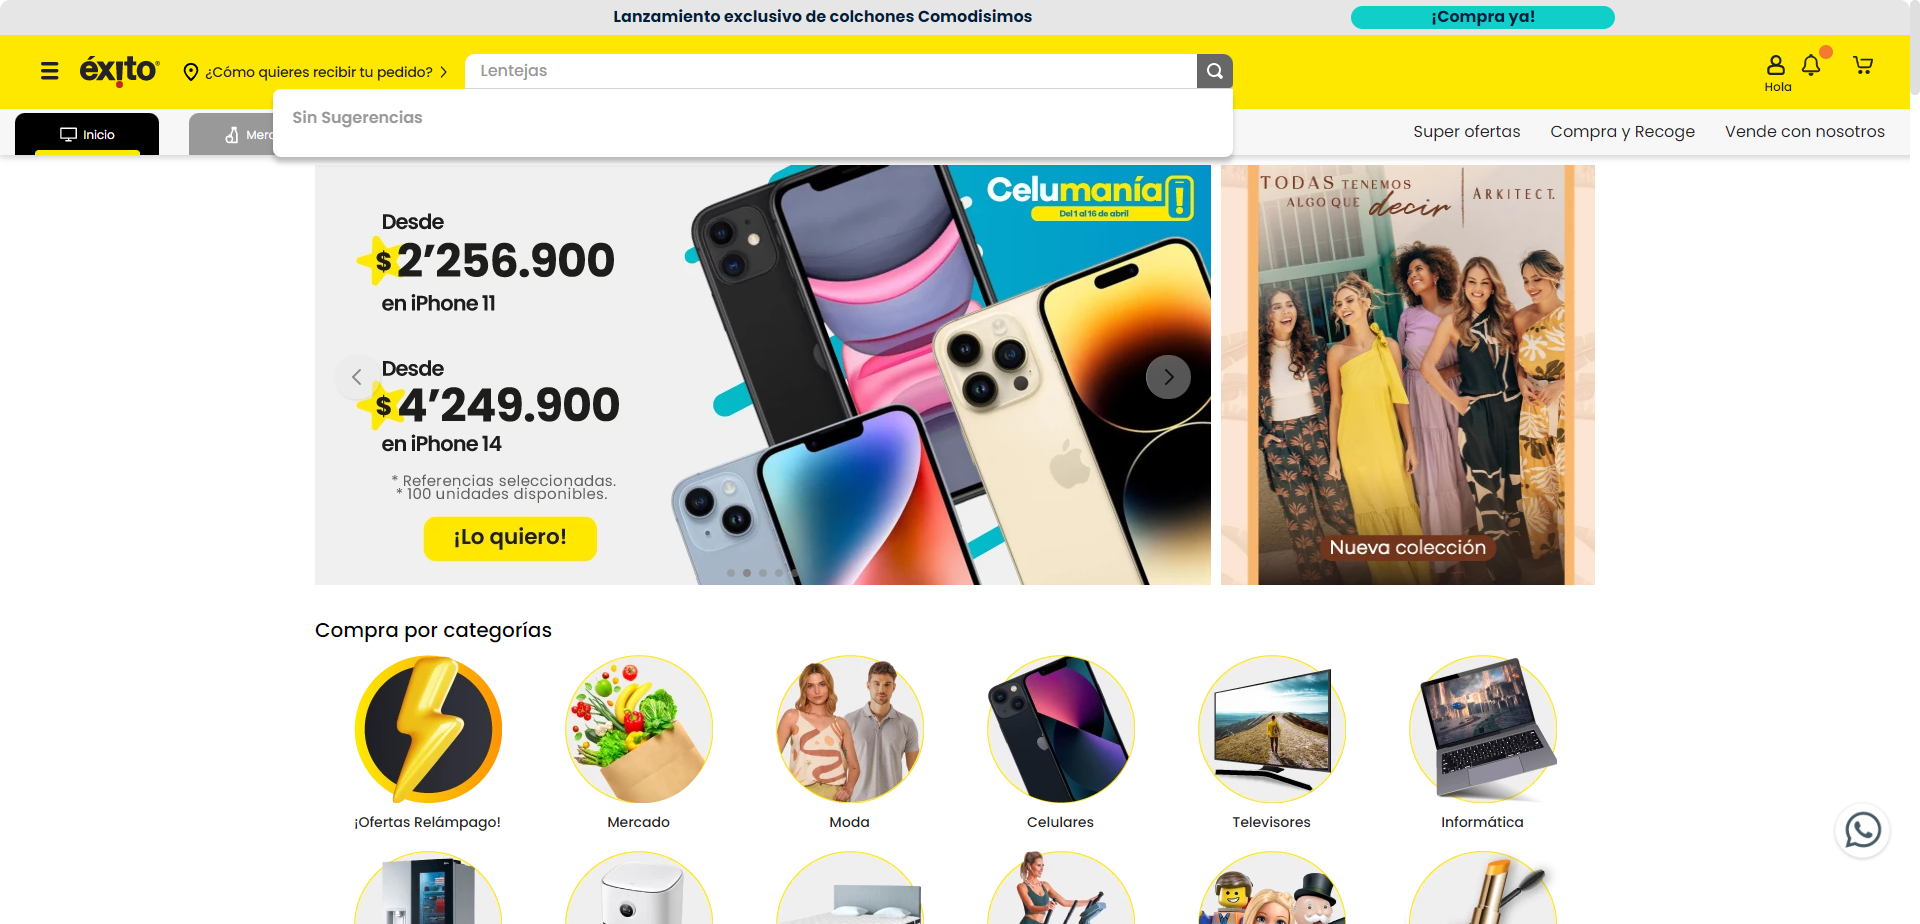 Lanzamiento exclusivo de colchones Comodisimos
¡Compra ya!
éxito
¿Cómo quieres recibir tu pedido?
Lentejas
Hola
Sin Sugerencias
Inicio
Merc
Super ofertas
Compra y Recoge
Vende con nosotros
Desde
$2'256.900
en iPhone 11
Desde
$4'249.900
en iPhone 14
* Referencias seleccionadas.
* 100 unidades disponibles.
¡Lo quiero!
Celumanía
Del 1 al 16 de abril
TODAS TENEMOS
ALGO QUE decir
ARKITECT.
Nueva colección
Compra por categorías
¡Ofertas Relámpago!
Mercado
Moda
Celulares
Televisores
Informática